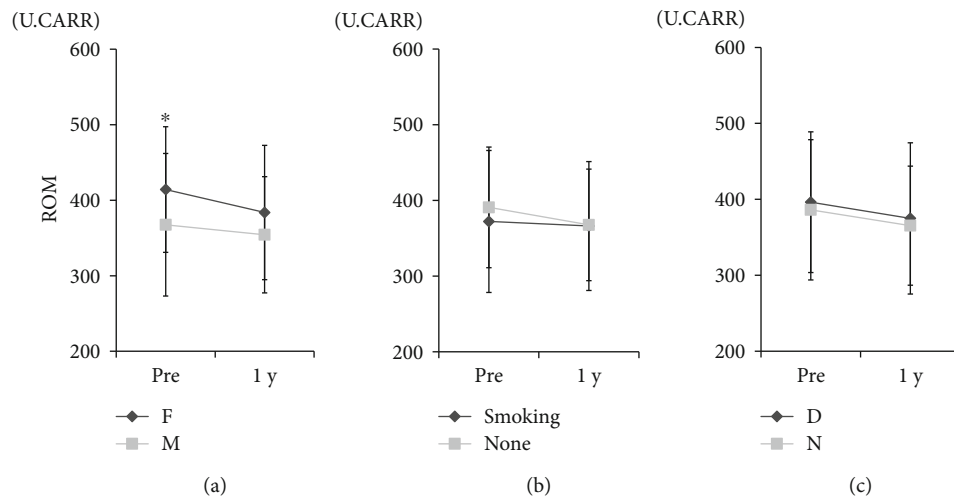 (U.CARR)
600
500
400
300
200
ROM
*
Pre
1 y
F
M
(a)
(U.CARR)
600
500
400
300
200
Pre
1 y
Smoking
None
(b)
(U.CARR)
600
500
400
300
200
Pre
1 y
D
N
(c)